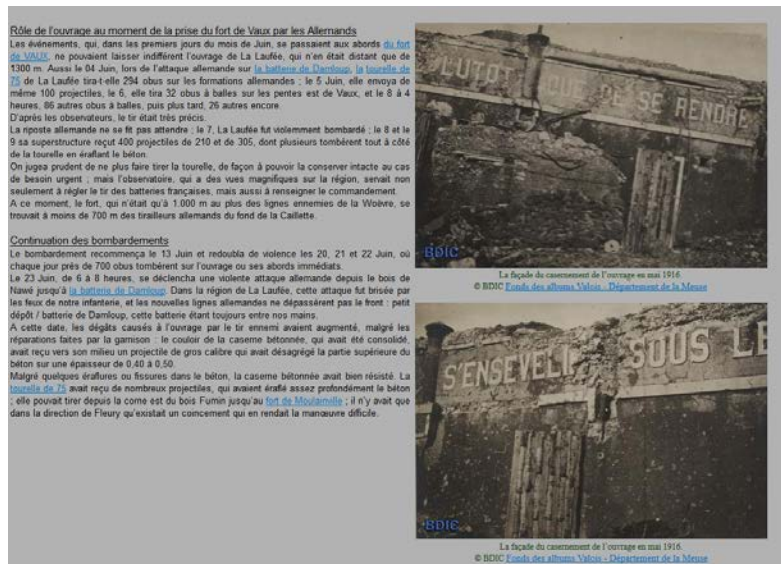 Rôle de l'ouvrage au moment de la prise du fort de Vaux par les Allemands
Les événements, qui, dans les premiers jours du mois de Juin, se passaient aux abords du fort
de VAUX, ne pouvaient laisser indifférent l'ouvrage de La Laufée, qui n'en était distant que de
1300 m. Aussi le 04 Juin, lors de l'attaque allemande sur la batterie de Damloup, la tourelle de
75 de La Laufée tira-t-elle 294 obus sur les formations allemandes ; le 5 Juin, elle envoya de
même 100 projectiles, le 6, elle tira 32 obus à balles sur les pentes est de Vaux, et le 8 à 4
heures, 86 autres obus à balles, puis plus tard, 26 autres encore.
D'après les observateurs, le tir était très précis.
La riposte allemande ne se fit pas attendre ; le 7, La Laufée fut violemment bombardé ; le 8 et le
9 sa superstructure reçut 400 projectiles de 210 et de 305, dont plusieurs tombèrent tout à côté
de la tourelle en éraflant le béton.
On jugea prudent de ne plus faire tirer la tourelle, de façon à pouvoir la conserver intacte au cas
de besoin urgent ; mais l'observatoire, qui a des vues magnifiques sur la région, servait non
seulement à régler le tir des batteries françaises, mais aussi à renseigner le commandement.
A ce moment, le fort, qui n'était qu'à 1.000 m au plus des lignes ennemies de la Woëvre, se
trouvait à moins de 700 m des tirailleurs allemands du fond de la Caillette.
Continuation des bombardements
Le bombardement recommença le 13 Juin et redoubla de violence les 20, 21 et 22 Juin, où
chaque jour près de 700 obus tombèrent sur l'ouvrage ou ses abords immédiats.
Le 23 Juin, de 6 à 8 heures, se déclencha une violente attaque allemande depuis le bois de
Nawé jusqu'à la batterie de Damloup. Dans la région de La Laufée, cette attaque fut brisée par
les feux de notre infanterie, et les nouvelles lignes allemandes ne dépassèrent pas le front : petit
dépôt / batterie de Damloup, cette batterie étant toujours entre nos mains.
A cette date, les dégâts causés à l'ouvrage par le tir ennemi avaient augmenté, malgré les
réparations faites par la garnison : le couloir de la caserne bétonnée, qui avait été consolidé,
avait reçu vers son milieu un projectile de gros calibre qui avait désagrégé la partie supérieure du
béton sur une épaisseur de 0,40 à 0,50.
Malgré quelques éraflures ou fissures dans le béton, la caserne bétonnée avait bien résisté. La
tourelle de 75 avait reçu de nombreux projectiles, qui avaient éraflé assez profondément le béton
; elle pouvait tirer depuis la corne est du bois Fumin jusqu'au fort de Moulainville ; il n'y avait que
dans la direction de Fleury qu'existait un coincement qui en rendait la manœuvre difficile.
QUE DE SE RENDRE
BDIC
La façade du casernement de l'ouvrage en mai 1916.
© BDIC Fonds des albums Valois - Département de la Meuse
S'ENSEVELIR SOUS LE
BDIC
La façade du casernement de l'ouvrage en mai 1916.
© BDIC Fonds des albums Valois - Département de la Meuse